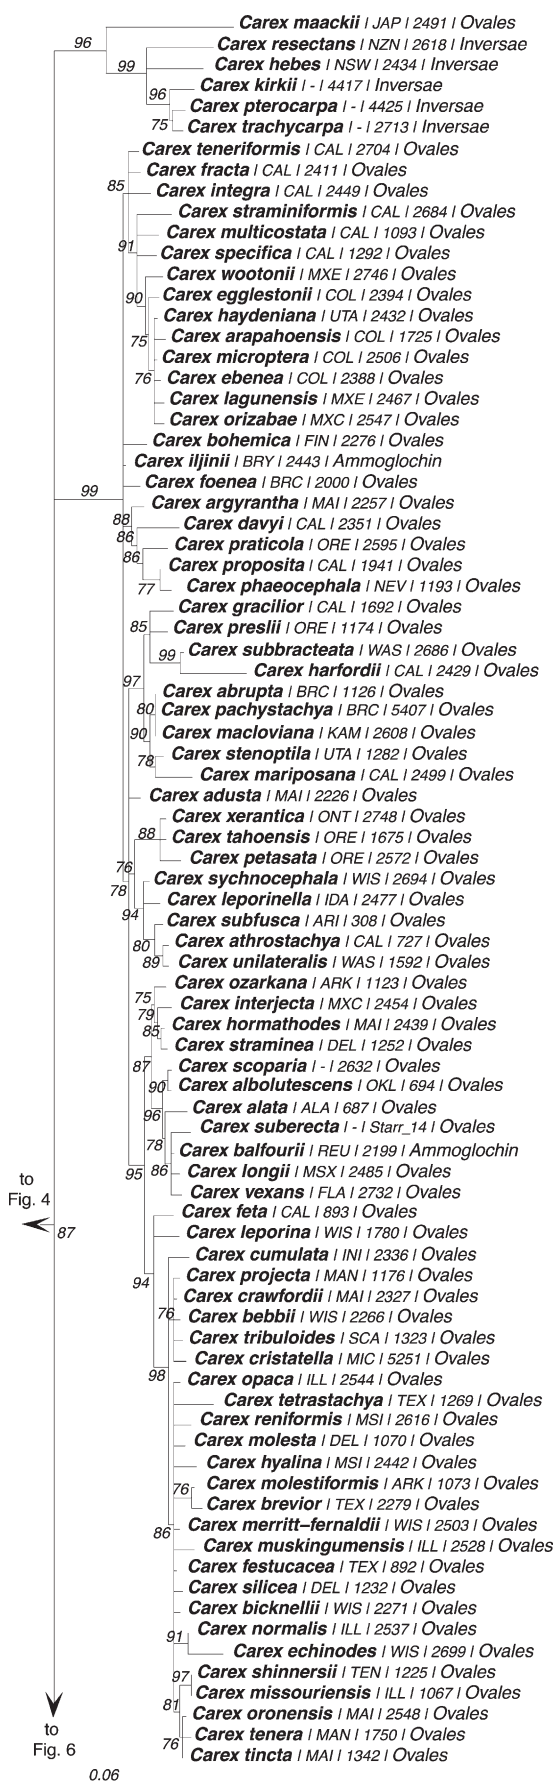 Carex maackii | JAP | 2491 | Ovales
96
Carex resectans | NZN | 2618 | Inversae
Carex hebes | NSW | 2434 | Inversae
99
Carex kirkii | - | 4417 | Inversae
96
Carex pterocarpa | - | 4425 | Inversae
75
Carex trachycarpa | - | 2713 | Inversae
Carex teneriformis | CAL | 2704 | Ovales
Carex fracta | CAL | 2411 | Ovales
85
Carex integra | CAL | 2449 | Ovales
Carex straminiformis | CAL | 2684 | Ovales
Carex multicostata | CAL | 1093 | Ovales
91
Carex specifica | CAL | 1292 | Ovales
Carex wootonii | MXE | 2746 | Ovales
90
Carex egglestonii | COL | 2394 | Ovales
Carex haydeniana | UTA | 2432 | Ovales
75
Carex arapahoensis | COL | 1725 | Ovales
Carex microptera | COL | 2506 | Ovales
76
Carex ebenea | COL | 2388 | Ovales
Carex lagunensis | MXE | 2467 | Ovales
Carex orizabae | MXC | 2547 | Ovales
Carex bohemica | FIN | 2276 | Ovales
Carex iljinii | BRY | 2443 | Ammoglochin
Carex foenea | BRC | 2000 | Ovales
99
Carex argyrantha | MAI | 2257 | Ovales
88
Carex davyi | CAL | 2351 | Ovales
86
Carex praticola | ORE | 2595 | Ovales
86
Carex proposita | CAL | 1941 | Ovales
77
Carex phaeocephala | NEV | 1193 | Ovales
Carex gracilior | CAL | 1692 | Ovales
85
Carex preslii | ORE | 1174 | Ovales
Carex subbracteata | WAS | 2686 | Ovales
99
Carex harfordii | CAL | 2429 | Ovales
97
Carex abrupta | BRC | 1126 | Ovales
80
Carex pachystachya | BRC | 5407 | Ovales
90
Carex macloviana | KAM | 2608 | Ovales
Carex stenoptila | UTA | 1282 | Ovales
78
Carex mariposana | CAL | 2499 | Ovales
Carex adusta | MAI | 2226 | Ovales
Carex xerantica | ONT | 2748 | Ovales
88
Carex tahoensis | ORE | 1675 | Ovales
Carex petasata | ORE | 2572 | Ovales
76
Carex sychnocephala | WIS | 2694 | Ovales
78
Carex leporinella | IDA | 2477 | Ovales
94
Carex subfusca | ARI | 308 | Ovales
80
Carex athrostachya | CAL | 727 | Ovales
89
Carex unilateralis | WAS | 1592 | Ovales
Carex ozarkana | ARK | 1123 | Ovales
75
Carex interjecta | MXC | 2454 | Ovales
79
Carex hormathodes | MAI | 2439 | Ovales
85
Carex straminea | DEL | 1252 | Ovales
87
Carex scoparia | - | 2632 | Ovales
90
Carex albolutescens | OKL | 694 | Ovales
96
Carex alata | ALA | 687 | Ovales
Carex suberecta | - | Starr_14 | Ovales
78
Carex balfourii | REU | 2199 | Ammoglochin
86
Carex longii | MSX | 2485 | Ovales
95
Carex vexans | FLA | 2732 | Ovales
to
Fig. 4
Carex feta | CAL | 893 | Ovales
87
Carex leporina | WIS | 1780 | Ovales
Carex cumulata | INI | 2336 | Ovales
94
Carex projecta | MAN | 1176 | Ovales
Carex crawfordii | MAI | 2327 | Ovales
76
Carex bebbii | WIS | 2266 | Ovales
Carex tribuloides | SCA | 1323 | Ovales
Carex cristatella | MIC | 5251 | Ovales
98
Carex opaca | ILL | 2544 | Ovales
Carex tetrastachya | TEX | 1269 | Ovales
Carex reniformis | MSI | 2616 | Ovales
Carex molesta | DEL | 1070 | Ovales
Carex hyalina | MSI | 2442 | Ovales
Carex molestiformis | ARK | 1073 | Ovales
76
Carex brevior | TEX | 2279 | Ovales
86
Carex merritt–fernaldii | WIS | 2503 | Ovales
Carex muskingumensis | ILL | 2528 | Ovales
Carex festucacea | TEX | 892 | Ovales
Carex silicea | DEL | 1232 | Ovales
Carex bicknellii | WIS | 2271 | Ovales
Carex normalis | ILL | 2537 | Ovales
91
Carex echinodes | WIS | 2699 | Ovales
Carex shinnersii | TEN | 1225 | Ovales
97
Carex missouriensis | ILL | 1067 | Ovales
81
Carex oronensis | MAI | 2548 | Ovales
Carex tenera | MAN | 1750 | Ovales
76
Carex tincta | MAI | 1342 | Ovales
to
Fig. 6
0.06